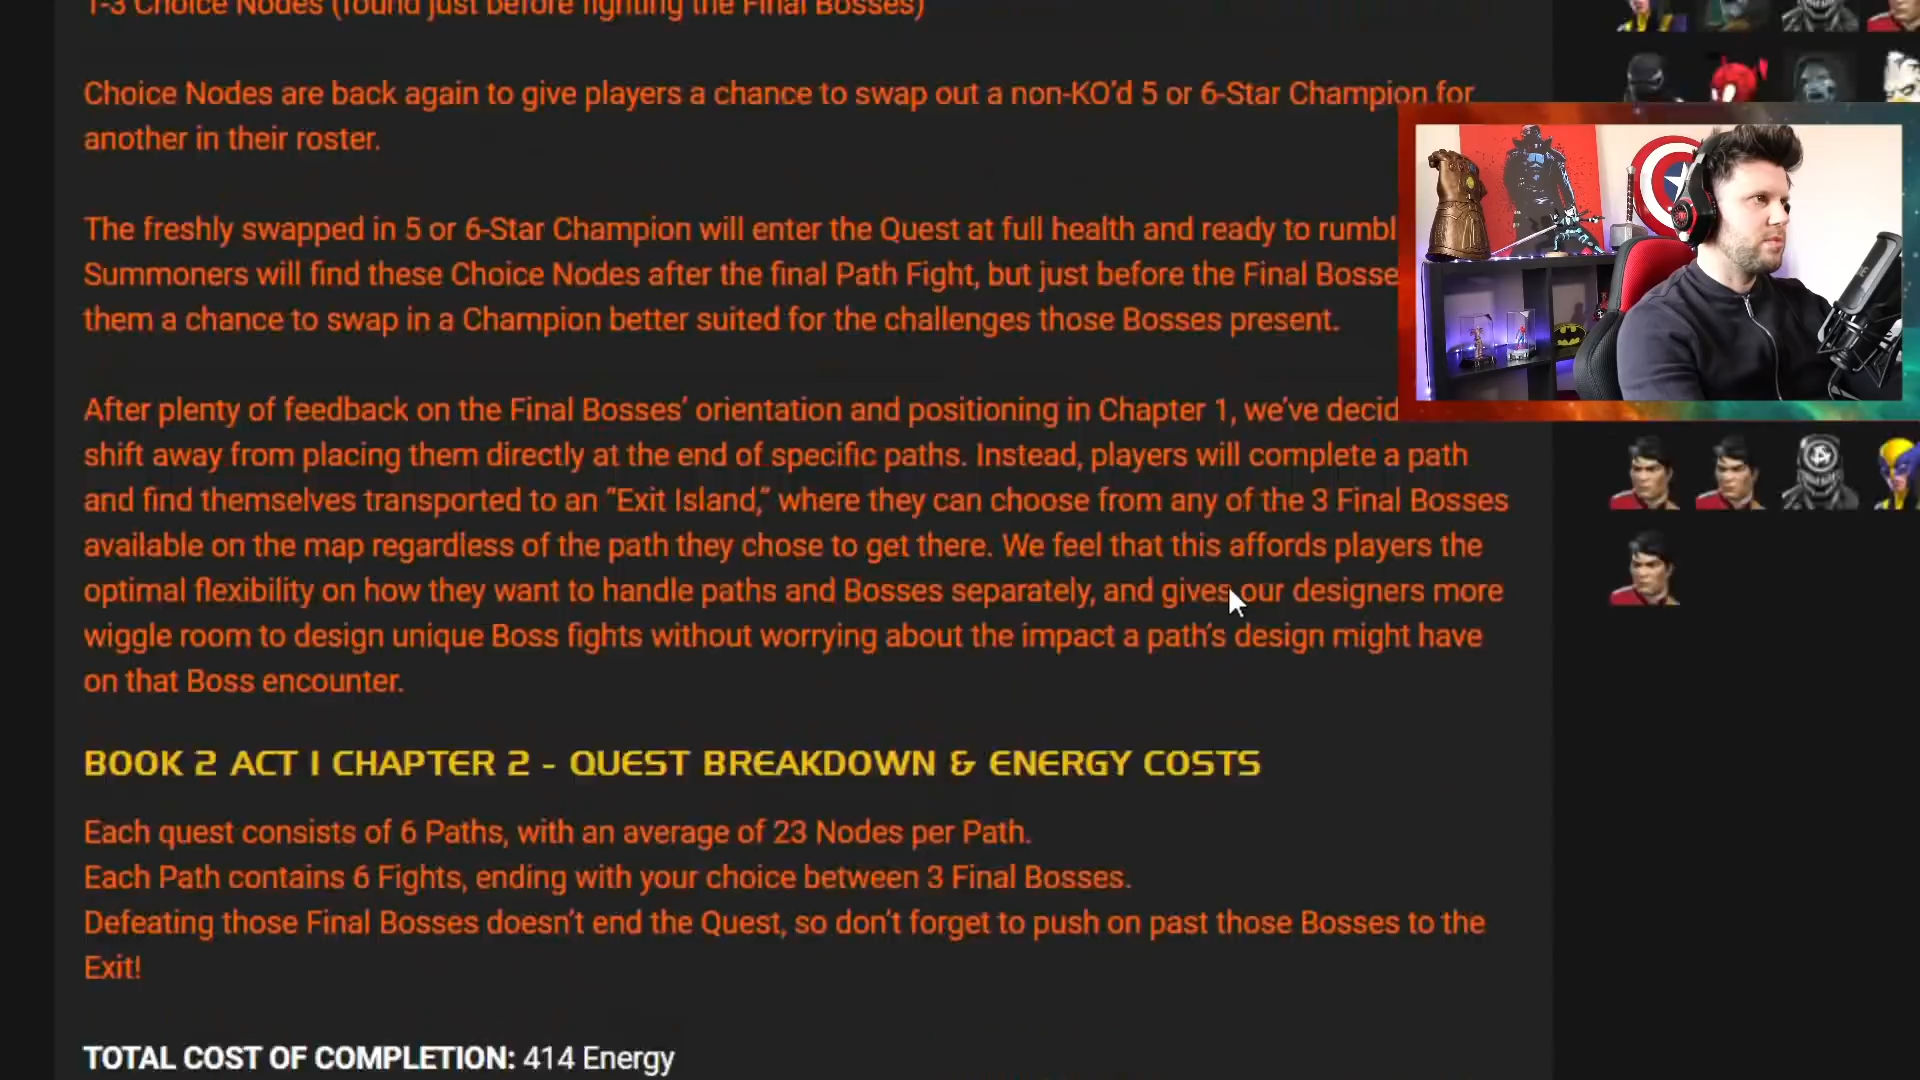 1-3 Choice Nodes (found just before fighting the Final Bosses)
Choice Nodes are back again to give players a chance to swap out a non-KO'd 5 or 6-Star Champion for
another in their roster.
The freshly swapped in 5 or 6-Star Champion will enter the Quest at full health and ready to rumbl
Summoners will find these Choice Nodes after the final Path Fight, but just before the Final Bosse
them a chance to swap in a Champion better suited for the challenges those Bosses present.
After plenty of feedback on the Final Bosses' orientation and positioning in Chapter 1, we've decid
shift away from placing them directly at the end of specific paths. Instead, players will complete a path
and find themselves transported to an "Exit Island," where they can choose from any of the 3 Final Bosses
available on the map regardless of the path they chose to get there. We feel that this affords players the
optimal flexibility on how they want to handle paths and Bosses separately, and gives our designers more
wiggle room to design unique Boss fights without worrying about the impact a path's design might have
on that Boss encounter.
BOOK 2 ACT 1 CHAPTER 2 - QUEST BREAKDOWN & ENERGY COSTS
Each quest consists of 6 Paths, with an average of 23 Nodes per Path.
Each Path contains 6 Fights, ending with your choice between 3 Final Bosses.
Defeating those Final Bosses doesn't end the Quest, so don't forget to push on past those Bosses to the
Exit!
TOTAL COST OF COMPLETION: 414 Energy